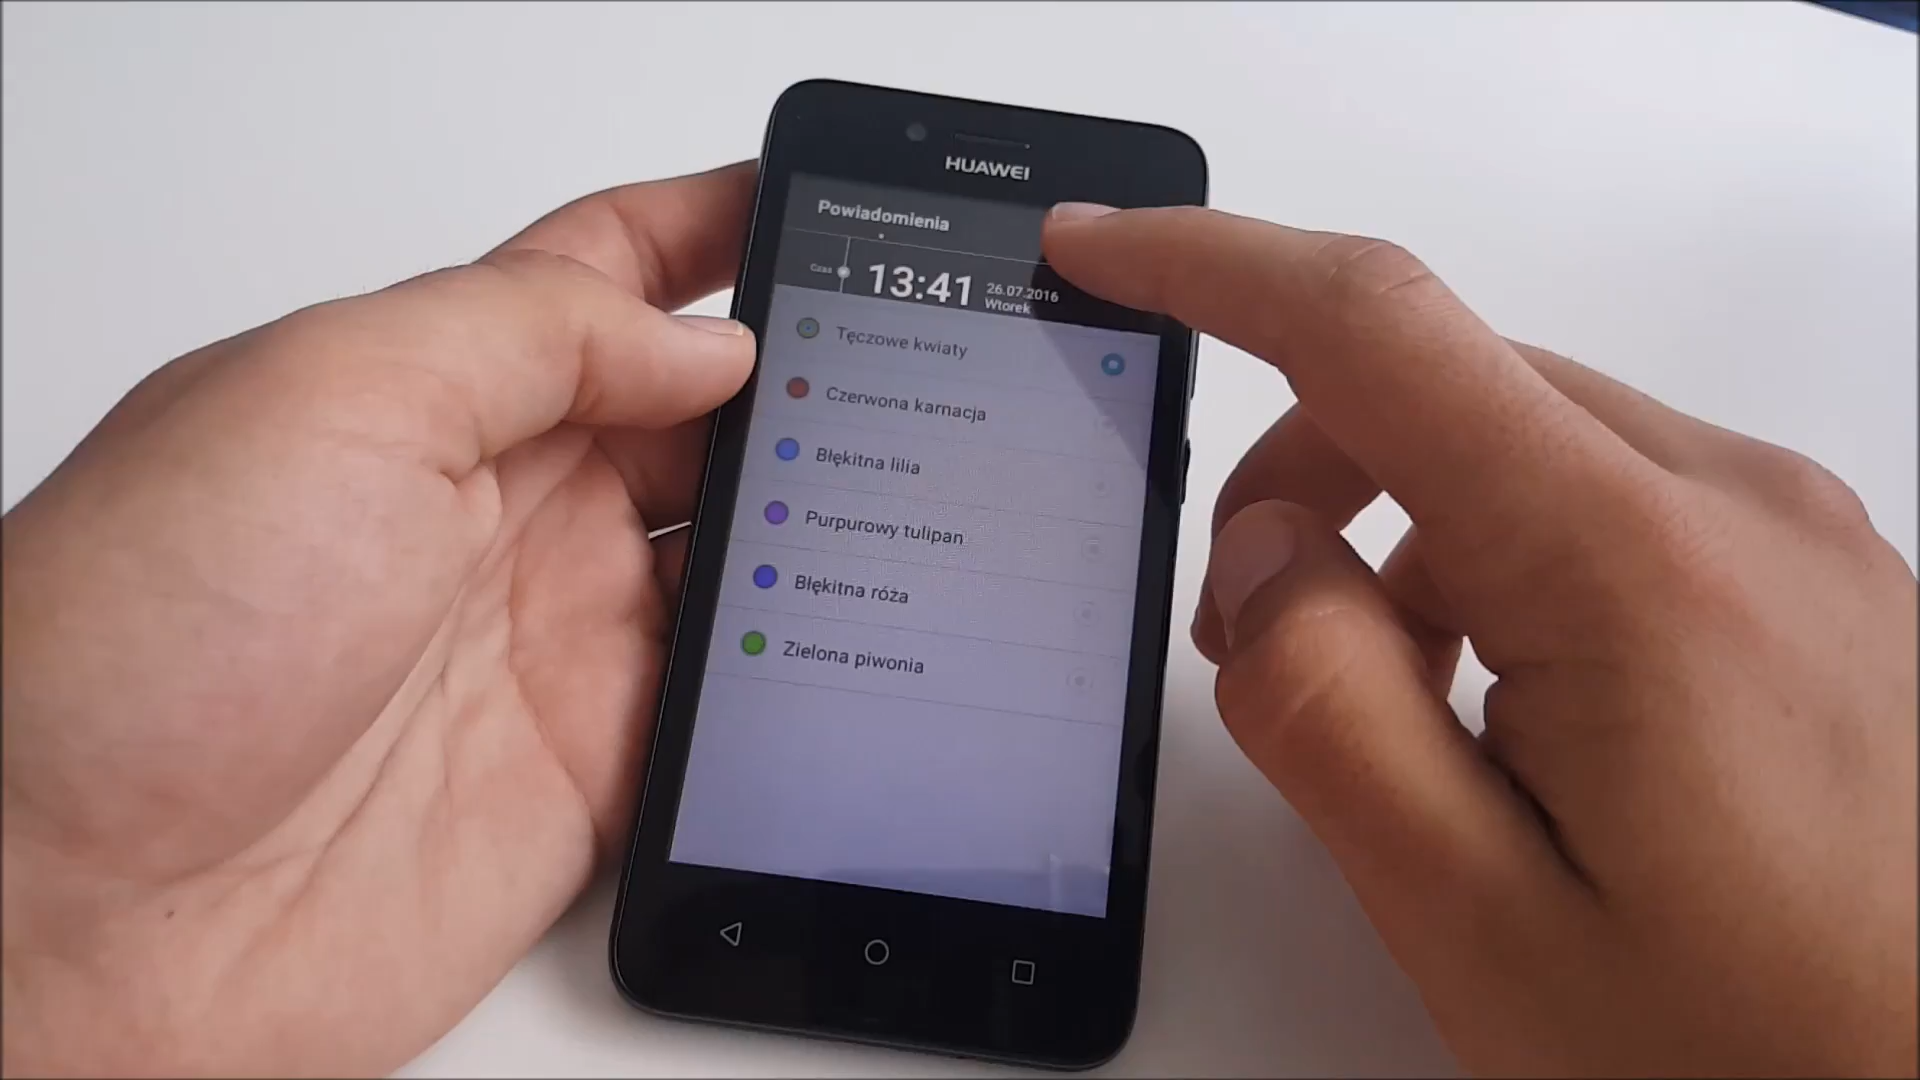 HUAWEI
Powiadomienia
Czas
13:41
26.07.2016
Wtorek
Tęczowe kwiaty
Czerwona karnacja
Błękitna lilia
Purpurowy tulipan
Błękitna róża
Zielona piwonia